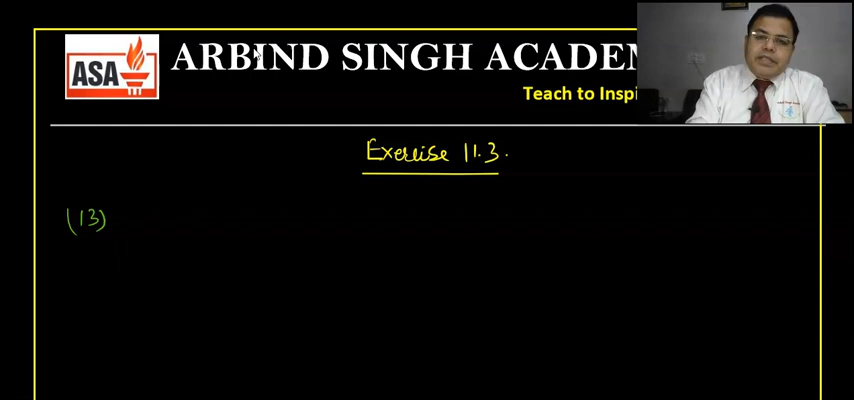 ASA
ARBIND SINGH ACADEM
Teach to Inspi
Exercise 11.3.
(13)